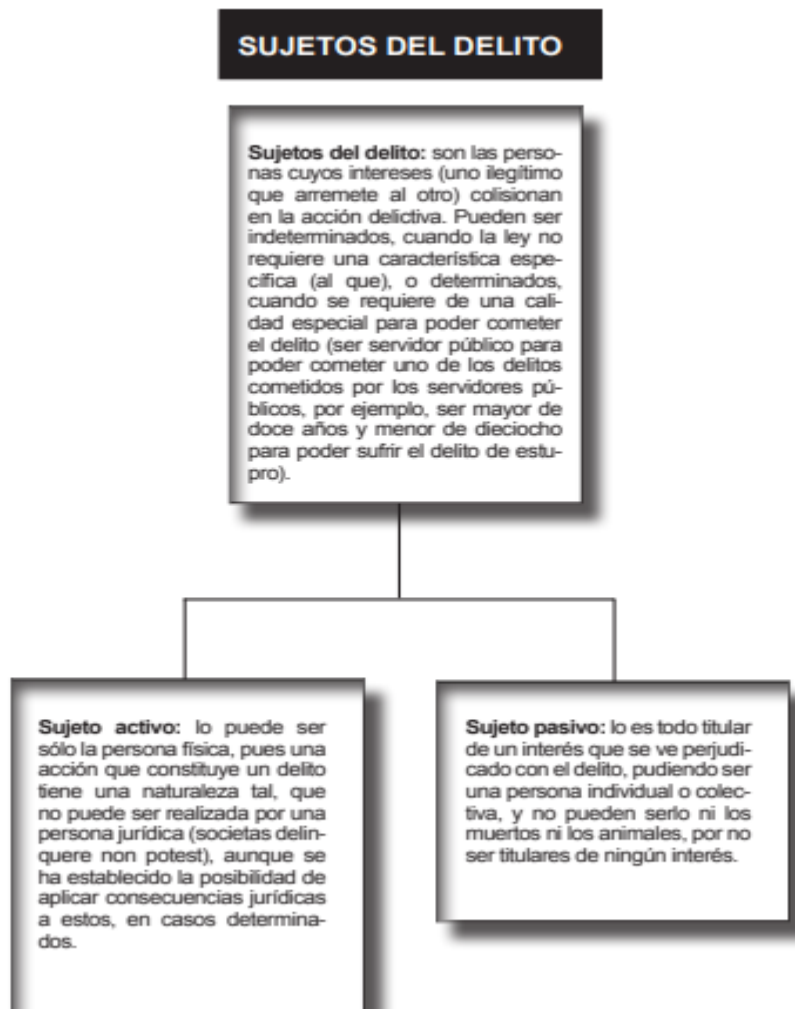 SUJETOS DEL DELITO
Sujetos del delito: son las perso-
nas cuyos intereses (uno ilegítimo
que arremete al otro) colisionan
en la acción delictiva. Pueden ser
indeterminados, cuando la ley no
requiere una característica espe-
cífica (al que), o determinados,
cuando se requiere de una cali-
dad especial para poder cometer
el delito (ser servidor público para
poder cometer uno de los delitos
cometidos por los servidores pú-
blicos, por ejemplo, ser mayor de
doce años y menor de dieciocho
para poder sufrir el delito de estu-
pro).
Sujeto activo: lo puede ser
sólo la persona física, pues una
acción que constituye un delito
tiene una naturaleza tal, que
no puede ser realizada por una
persona jurídica (societas delin-
quere non potest), aunque se
ha establecido la posibilidad de
aplicar consecuencias jurídicas
a estos, en casos determina-
dos.
Sujeto pasivo: lo es todo titular
de un interés que se ve perjudi-
cado con el delito, pudiendo ser
una persona individual o colec-
tiva, y no pueden serlo ni los
muertos ni los animales, por no
ser titulares de ningún interés.